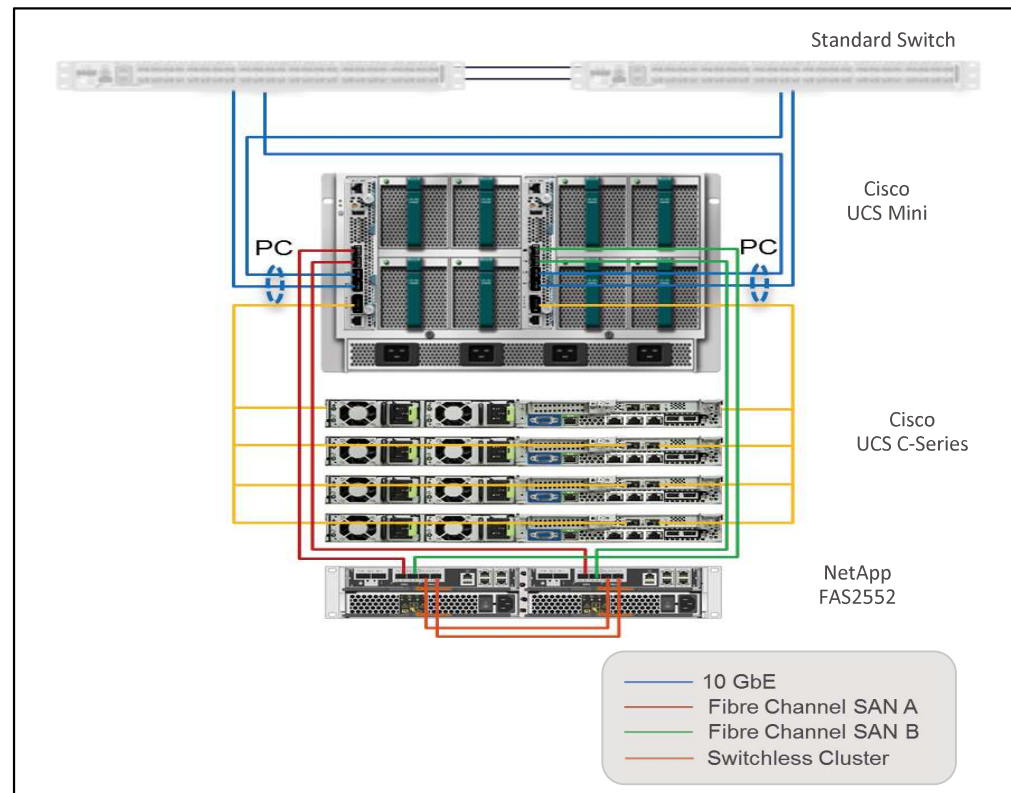 Standard Switch
Cisco
UCS Mini
PC
PC
Cisco
UCS C-Series
NetApp
FAS2552
10 GbE
Fibre Channel SAN A
Fibre Channel SAN B
Switchless Cluster